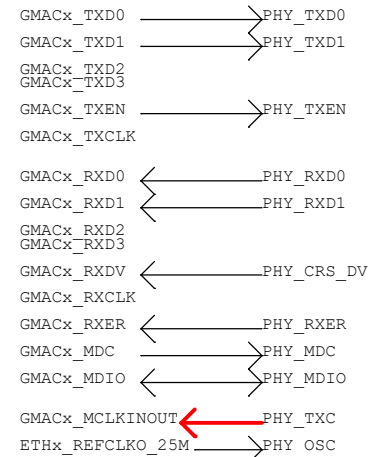 GMACx_TXD0 PHY_TXD0
GMACx_TXD1 PHY_TXD1
GMACx_TXD2
GMACx_TXD3
GMACx_TXEN PHY_TXEN
GMACx_TXCLK
GMACx_RXD0 PHY_RXD0
GMACx_RXD1 PHY_RXD1
GMACx_RXD2
GMACx_RXD3
GMACx_RXDV PHY_CRS_DV
GMACx_RXCLK
GMACx_RXER PHY_RXER
GMACx_MDC PHY_MDC
GMACx_MDIO PHY_MDIO
GMACx_MCLKINOUT PHY_TXC
ETHx_REFCLKO_25M PHY OSC